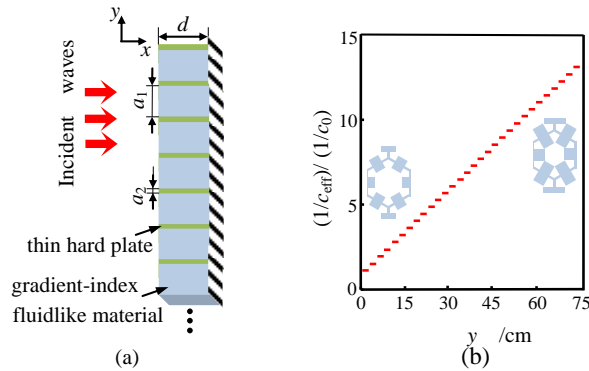 y
x
d
Incident waves
a₁
a₂
thin hard plate
gradient-index
fluidlike material
(a)
15
10
5
0
(1/c_eff)/ (1/c₀)
0 15 30 45 60 75
y /cm
(b)